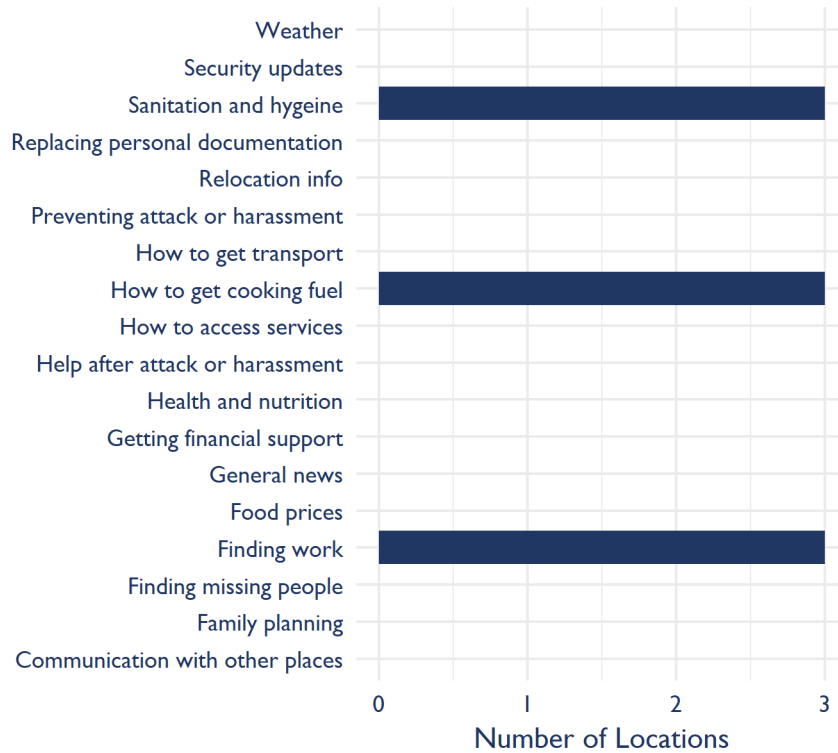 Weather
Security updates
Sanitation and hygeine
Replacing personal documentation
Relocation info
Preventing attack or harassment
How to get transport
How to get cooking fuel
How to access services
Help after attack or harassment
Health and nutrition
Getting financial support
General news
Food prices
Finding work
Finding missing people
Family planning
Communication with other places
0 1 2 3
Number of Locations